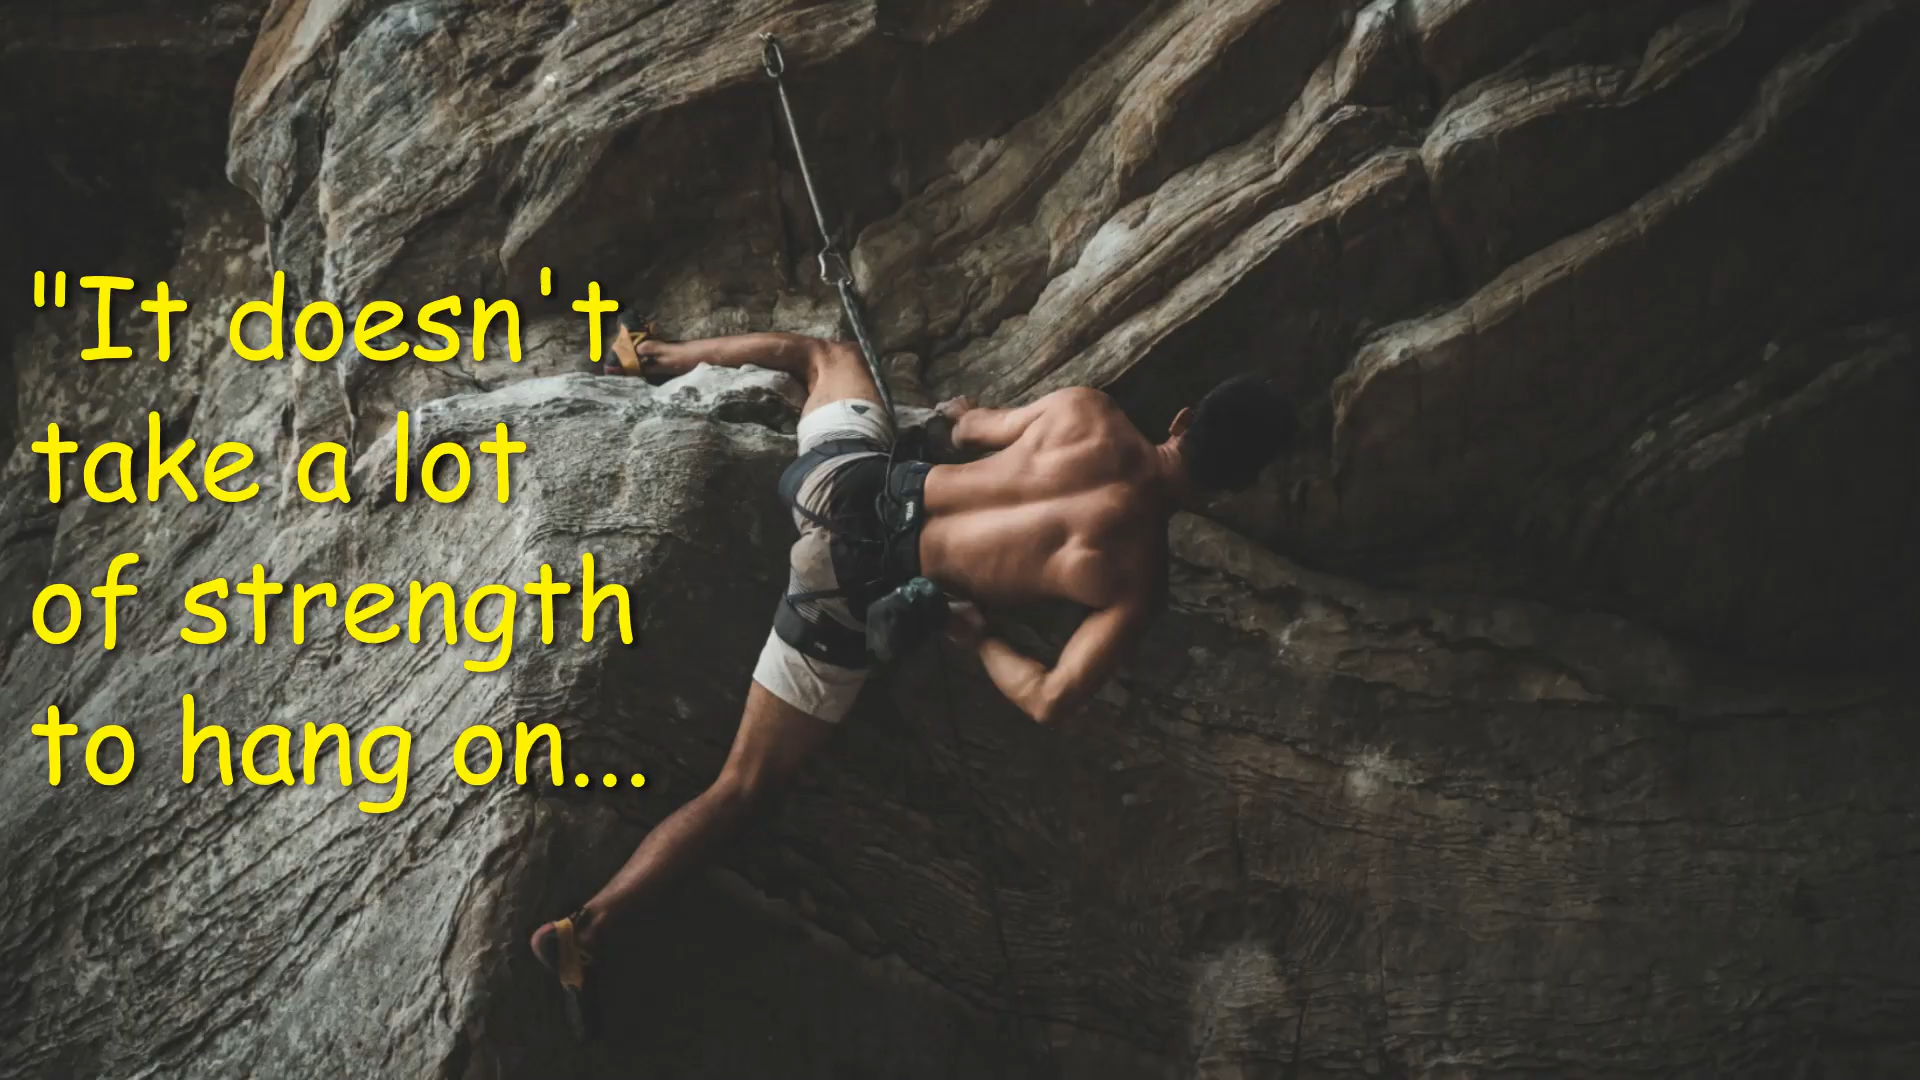 "It doesn't
take a lot
of strength
to hang on...